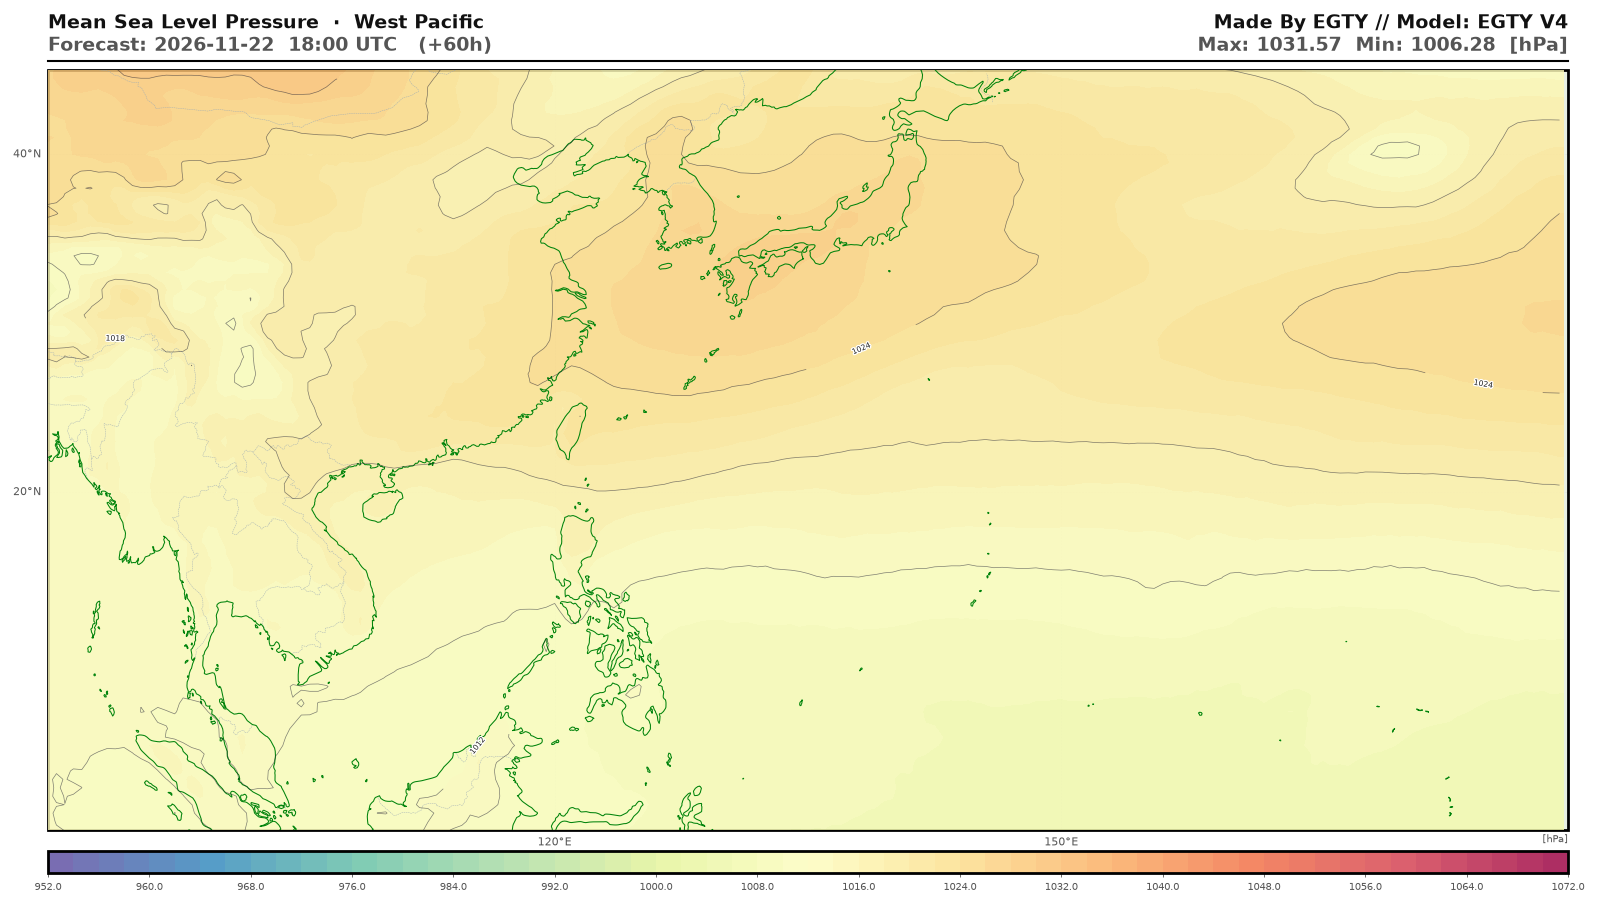 Mean Sea Level Pressure · West Pacific
Made By EGTY // Model: EGTY V4
Forecast: 2026-11-22 18:00 UTC (+60h)
Max: 1031.57 Min: 1006.28 [hPa]
40°N
1018
1024
1024
20°N
1012
120°E
150°E
[hPa]
952.0 960.0 968.0 976.0 984.0 992.0 1000.0 1008.0 1016.0 1024.0 1032.0 1040.0 1048.0 1056.0 1064.0 1072.0